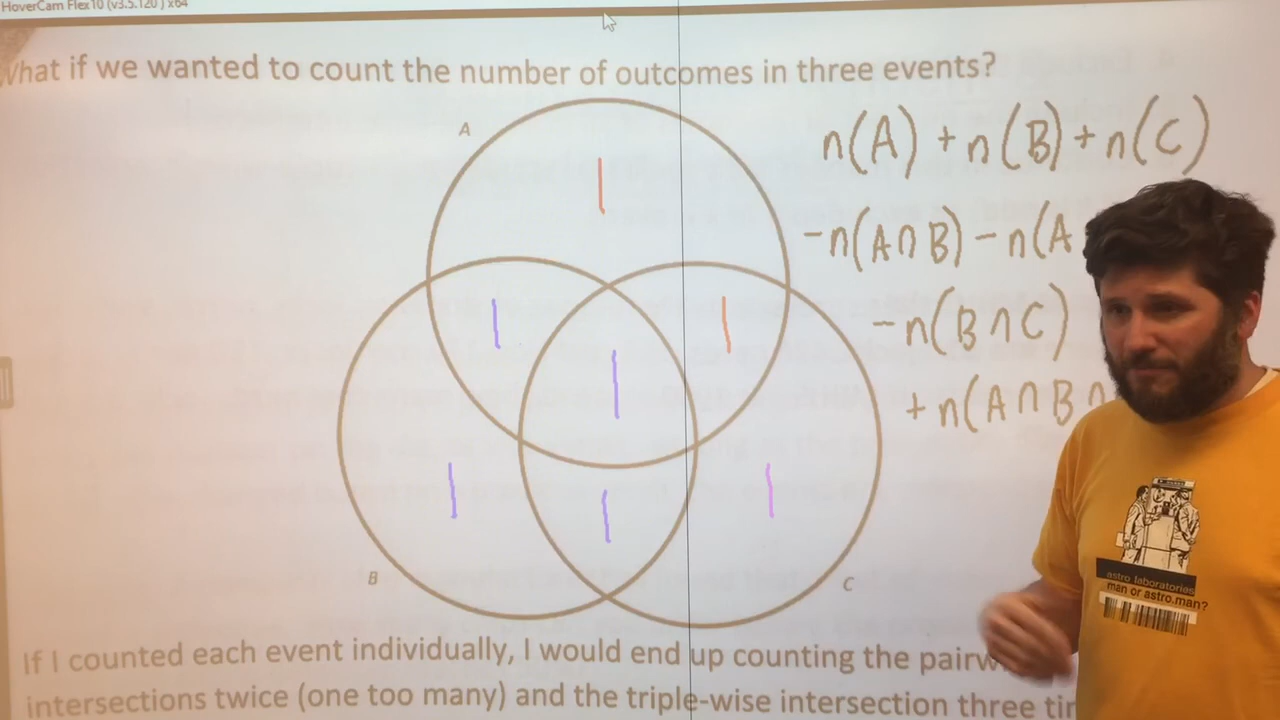 HoverCam Flex10 (v3.5.120) x64
What if we wanted to count the number of outcomes in three events?
A
n(A) + n(B) + n(C)
-n(A∩B) - n(A
-n(B∩C)
+ n(A∩B∩
B
C
astro laboratories
man or astro.man?
If I counted each event individually, I would end up counting the
intersections twice (one too many) and the triple-wise intersection three